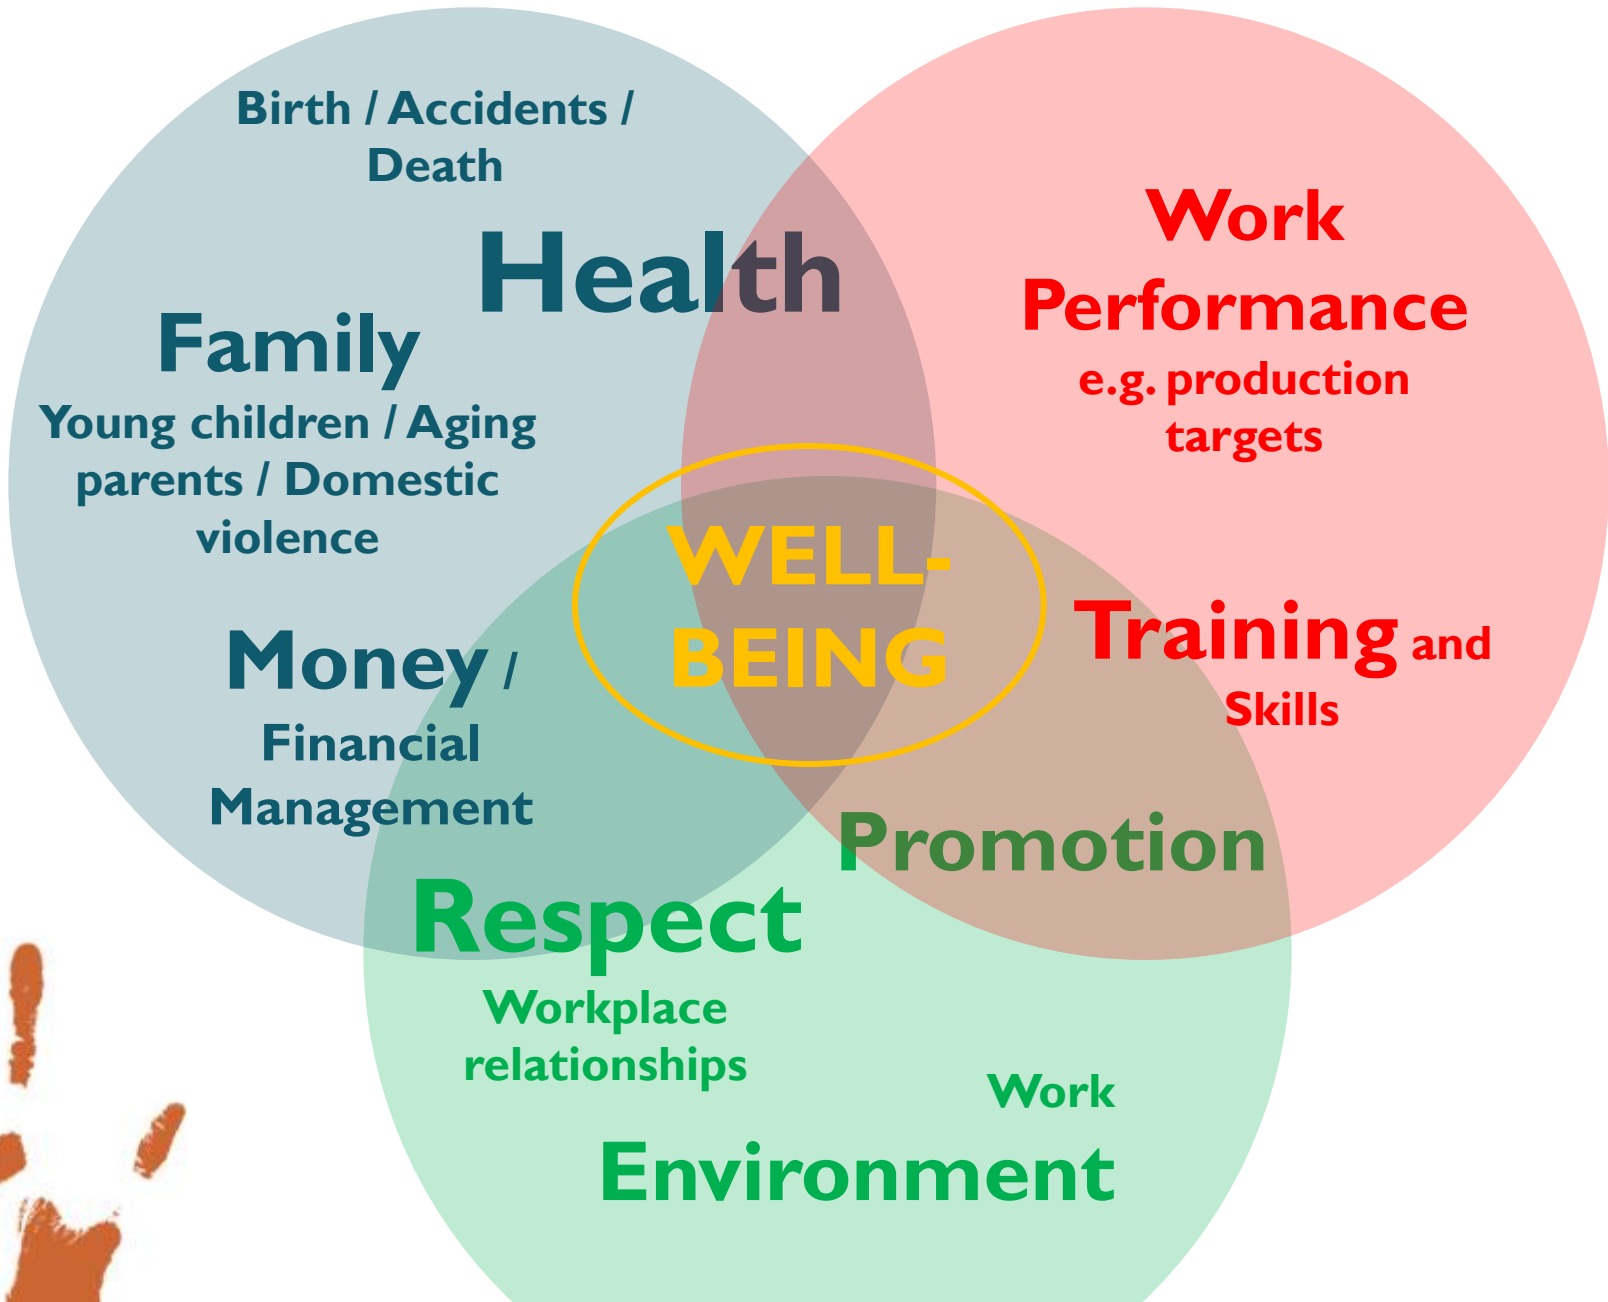 Birth / Accidents /
Death
Health
Family
Young children / Aging
parents / Domestic
violence
Money /
Financial
Management
Work
Performance
e.g. production
targets
Training and
Skills
WELL-
BEING
Promotion
Respect
Workplace
relationships
Work
Environment